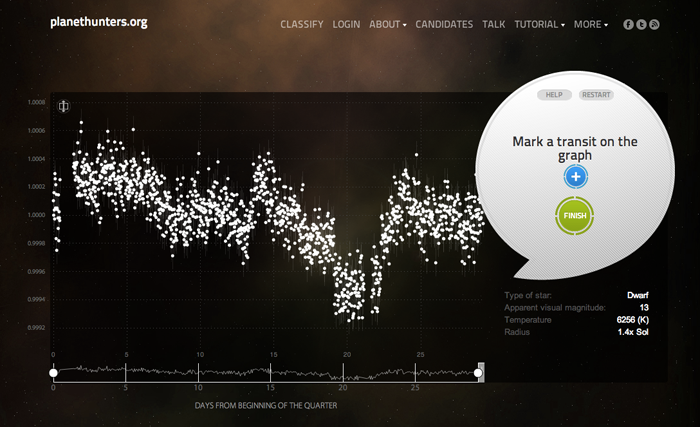 planethunters.org
CLASSIFY LOGIN ABOUT CANDIDATES TALK TUTORIAL MORE
HELP RESTART
Mark a transit on the
graph
FINISH
1.0008
1.0006
1.0004
1.0002
1.0000
0.9998
0.9996
0.9994
0.9992
Type of star: Dwarf
Apparent visual magnitude: 13
Temperature 6256 (K)
Radius 1.4x Sol
0 5 10 15 20 25
0 5 10 15 20 25
DAYS FROM BEGINNING OF THE QUARTER